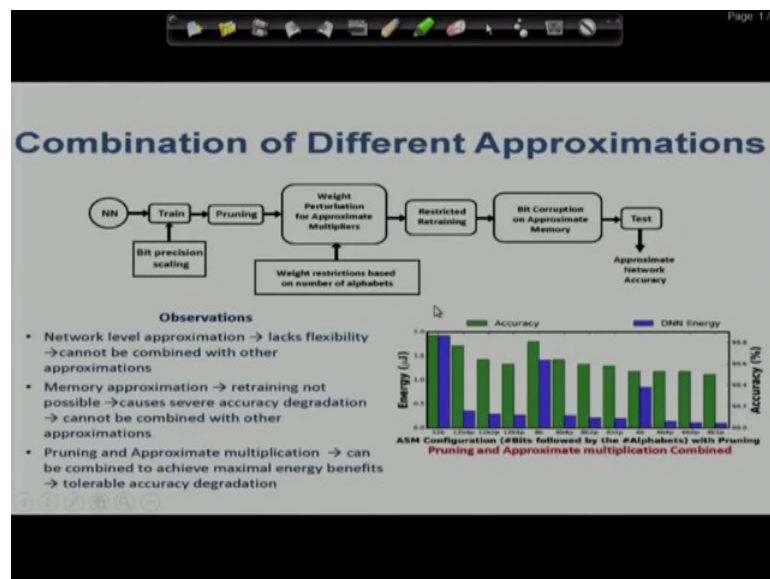 Page: 1 /
Combination of Different Approximations
NN
Train
Pruning
Weight
Perturbation
for Approximate
Multipliers
Restricted
Retraining
Bit Corruption
on Approximate
Memory
Test
Bit precision
scaling
Weight restrictions based
on number of alphabets
Approximate
Network
Accuracy
Observations
• Network level approximation → lacks flexibility
→cannot be combined with other
approximations
• Memory approximation → retraining not
possible →causes severe accuracy degradation
→ cannot be combined with other
approximations
• Pruning and Approximate multiplication → can
be combined to achieve maximal energy benefits
→ tolerable accuracy degradation
Accuracy
DNN Energy
Energy (μJ)
Accuracy (%)
ASM Configuration (#Bits followed by the #Alphabets) with Pruning
Pruning and Approximate multiplication Combined